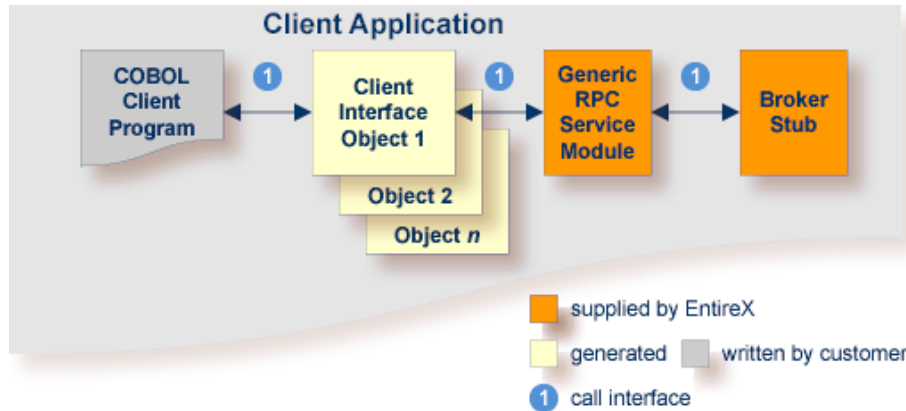 Client Application
COBOL
Client
Program
1
Client
Interface
Object 1
1
Generic
RPC
Service
Module
1
Broker
Stub
Object 2
Object n
supplied by EntireX
generated
written by customer
1 call interface